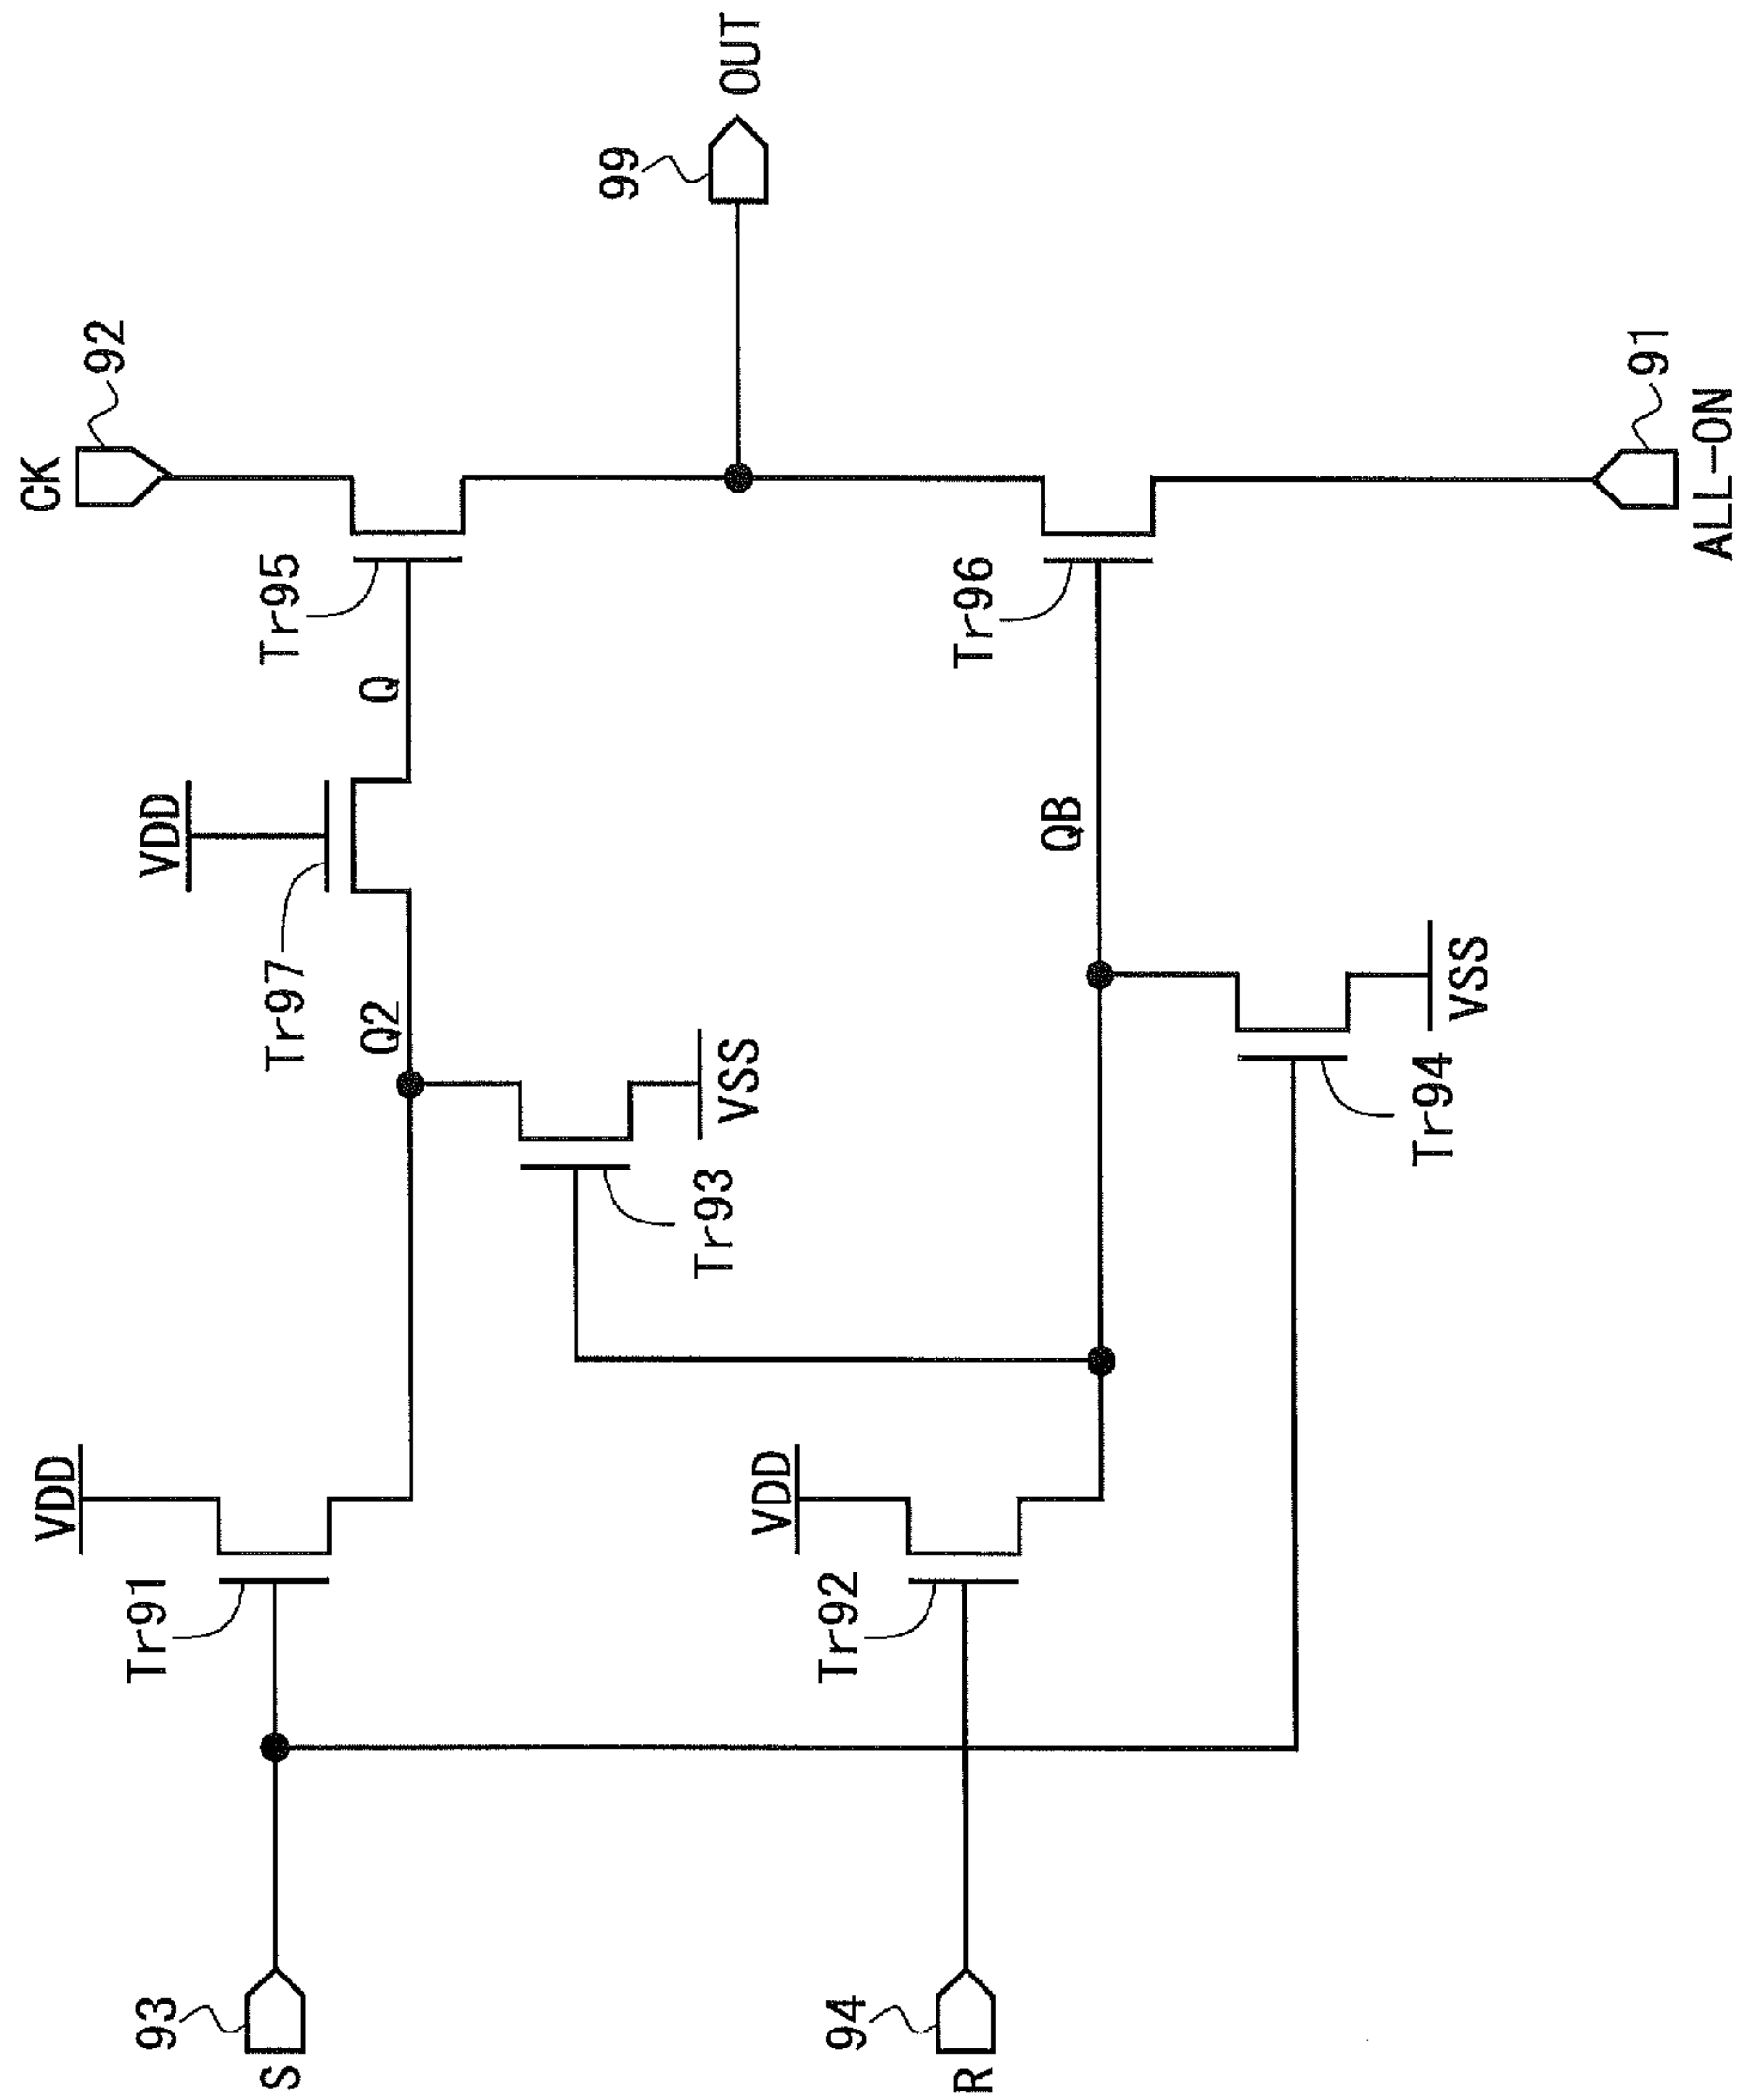 CK
VDD
92
Tr91
93
VDD
S
Tr97
Tr95
Q2
Q
99
Tr93
VSS
OUT
VDD
Tr92
94
R
Tr96
QB
Tr94
VSS
91
ALL-ON